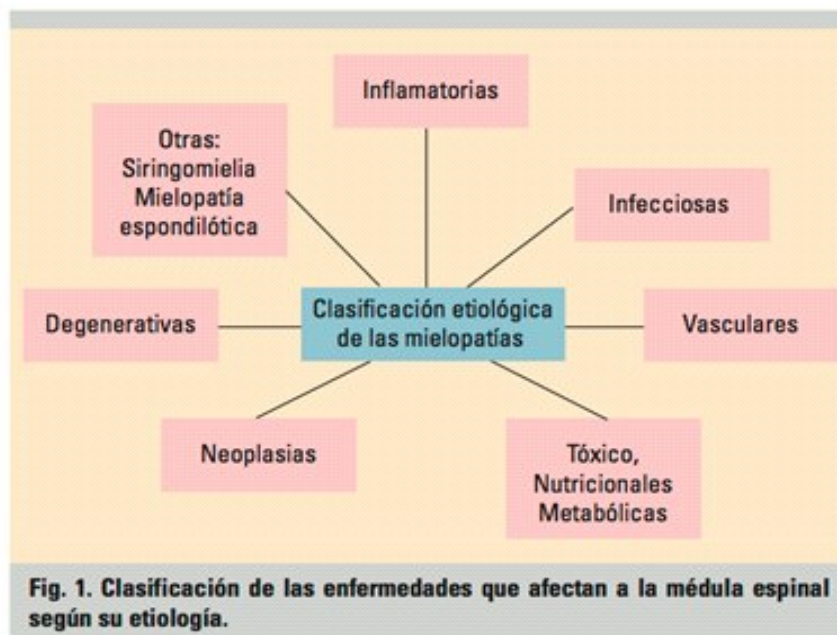 Inflamatorias
Otras:
Siringomielia
Mielopatía
espondilótica
Infecciosas
Clasificación etiológica
de las mielopatías
Degenerativas
Vasculares
Neoplasias
Tóxico,
Nutricionales
Metabólicas
Fig. 1. Clasificación de las enfermedades que afectan a la médula espinal
según su etiología.